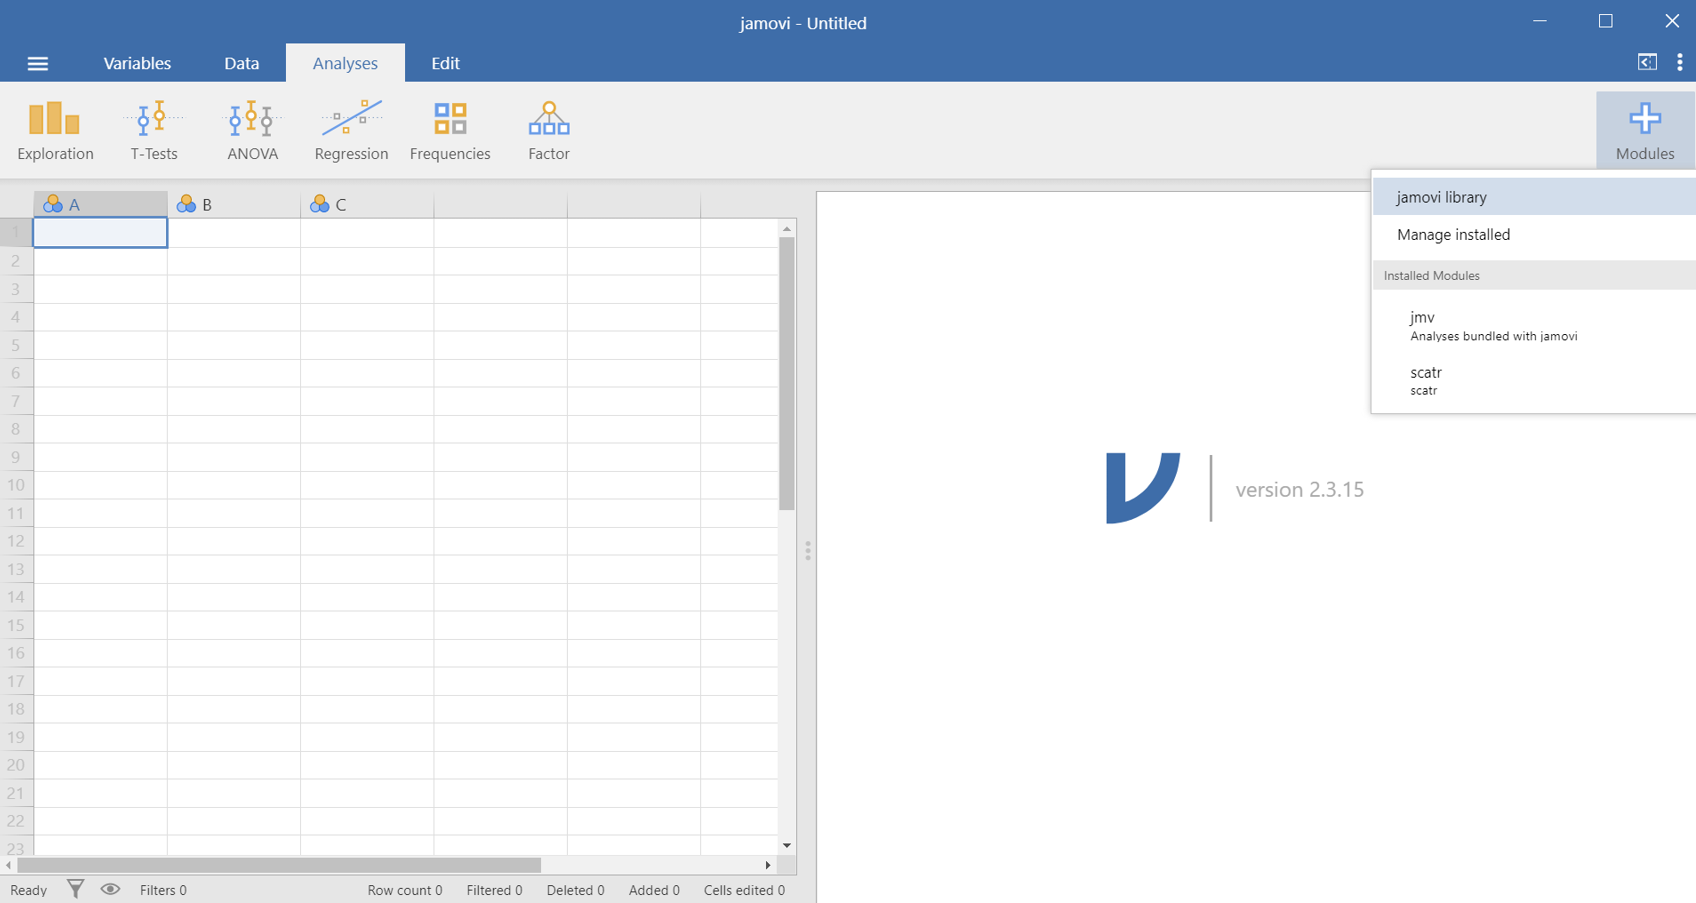 jamovi - Untitled
Variables Data Analyses Edit
Exploration T-Tests ANOVA Regression Frequencies Factor Modules
jamovi library
Manage installed
Installed Modules
jmv
Analyses bundled with jamovi
scatr
scatr
A B C
1
2
3
4
5
6
7
8
9
10
11
12
13
14
15
16
17
18
19
20
21
22
23
version 2.3.15
Ready Filters 0 Row count 0 Filtered 0 Deleted 0 Added 0 Cells edited 0